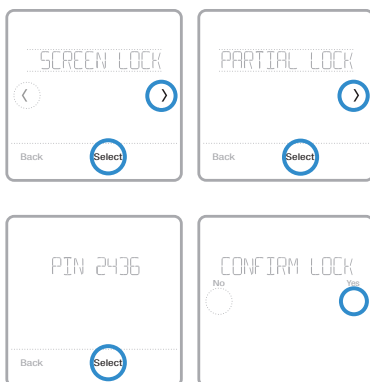 SCREEN LOCK
Back Select
PARTIAL LOCK
Back Select
PIN 2436
Back Select
CONFIRM LOCK
No Yes